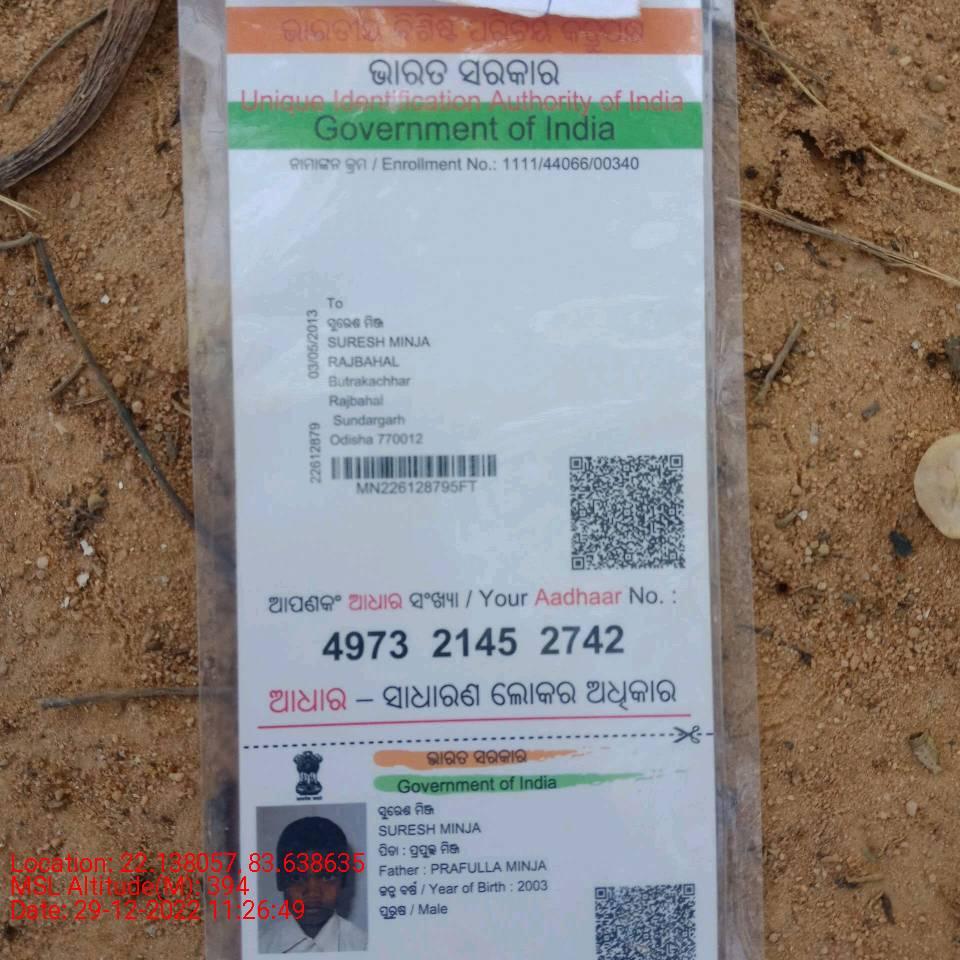 ଭାରତୀୟ ବିଶିଷ୍ଟ ପରିଚୟ
ଭାରତ ସରକାର
Unique Identification Authority of India
Government of India
ନାମାଙ୍କନ କ୍ରମ / Enrollment No.: 1111/44066/00340
To
ସୁରେଶ ମିଞ୍ଜ
SURESH MINJA
RAJBAHAL
Butrakachhar
Rajbahal
Sundargarh
Odisha 770012
03/05/2013
22612879
MN226128795FT
ଆପଣଙ୍କ ଆଧାର ସଂଖ୍ୟା / Your Aadhaar No. :
4973 2145 2742
ଆଧାର – ସାଧାରଣ ଲୋକର ଅଧିକାର
ଭାରତ ସରକାର
Government of India
ସୁରେଶ ମିଞ୍ଜ
SURESH MINJA
ପିତା : ପ୍ରଫୁଲ୍ଲ ମିଞ୍ଜ
Father : PRAFULLA MINJA
ଜନ୍ମ ବର୍ଷ / Year of Birth : 2003
ପୁରୁଷ / Male
Location: 22.138057, 83.638635
MSL Altitude(M): 394
Date: 29-12-2022 11:26:49